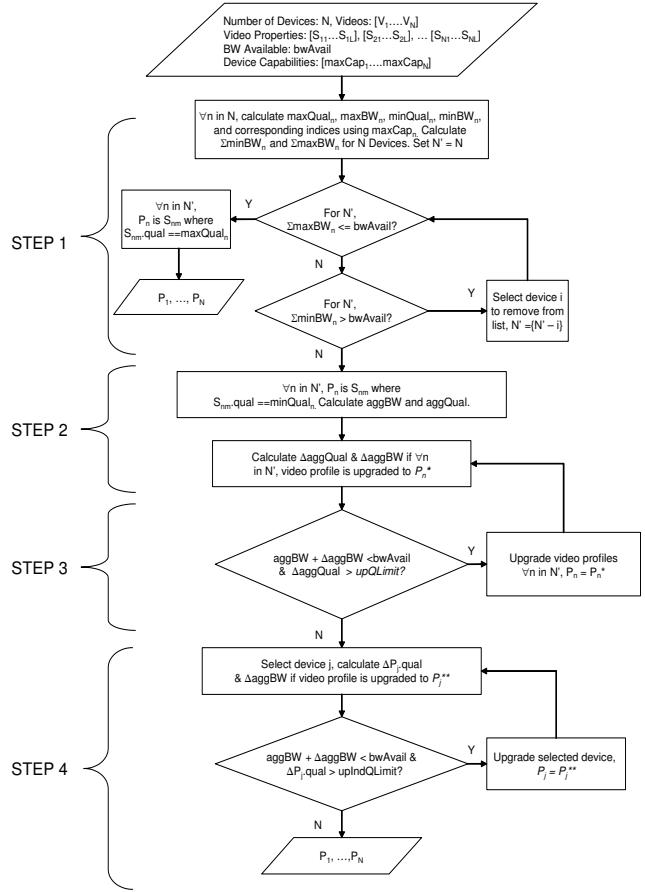 Number of Devices: N, Videos: [V₁….V_N]
Video Properties: [S₁₁…S₁L], [S₂₁…S₂L], … [S_N1…S_NL]
BW Available: bwAvail
Device Capabilities: [maxCap₁….maxCap_N]
∀n in N, calculate maxQualₙ, maxBWₙ, minQualₙ, minBWₙ,
and corresponding indices using maxCapₙ. Calculate
ΣminBWₙ and ΣmaxBWₙ for N Devices. Set N’ = N
STEP 1
∀n in N’,
Pₙ is Sₙₘ where
Sₙₘ.qual ==maxQualₙ
Y
For N’,
ΣmaxBWₙ <= bwAvail?
N
P₁, …, P_N
For N’,
ΣminBWₙ > bwAvail?
Y
Select device i
to remove from
list, N’ ={N’ – i}
N
STEP 2
∀n in N’, Pₙ is Sₙₘ where
Sₙₘ.qual ==minQualₙ. Calculate aggBW and aggQual.
Calculate ΔaggQual & ΔaggBW if ∀n
in N’, video profile is upgraded to Pₙ*
STEP 3
aggBW + ΔaggBW <bwAvail
& ΔaggQual > upQLimit?
Y
Upgrade video profiles
∀n in N’, Pₙ = Pₙ*
N
STEP 4
Select device j, calculate ΔPⱼ.qual
& ΔaggBW if video profile is upgraded to Pⱼ**
aggBW + ΔaggBW < bwAvail &
ΔPⱼ.qual > upIndQLimit?
Y
Upgrade selected device,
Pⱼ = Pⱼ**
N
P₁, …,P_N